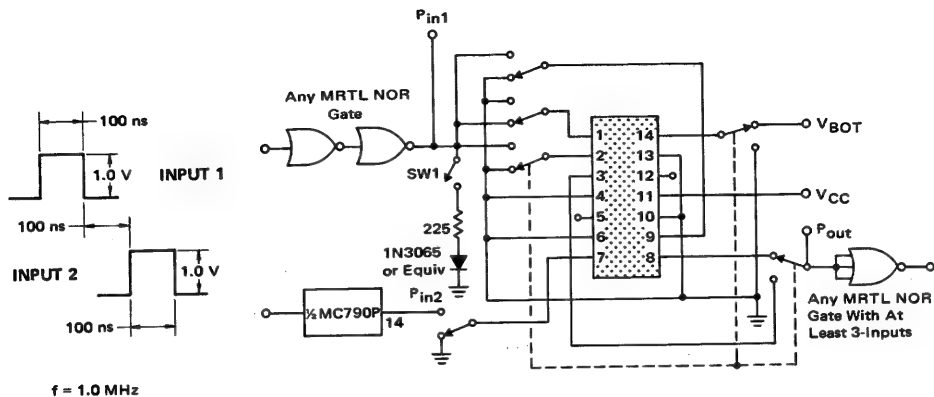 Pin1
100 ns
Any MRTL NOR
Gate
1.0 V
INPUT 1
100 ns
SW1
INPUT 2
1.0 V
225
1N3065
or Equiv
100 ns
½ MC790P
14
Pin2
f = 1.0 MHz
1
2
3
4
5
6
7
14
13
12
11
10
9
8
VBOT
VCC
Pout
Any MRTL NOR
Gate With At
Least 3-Inputs